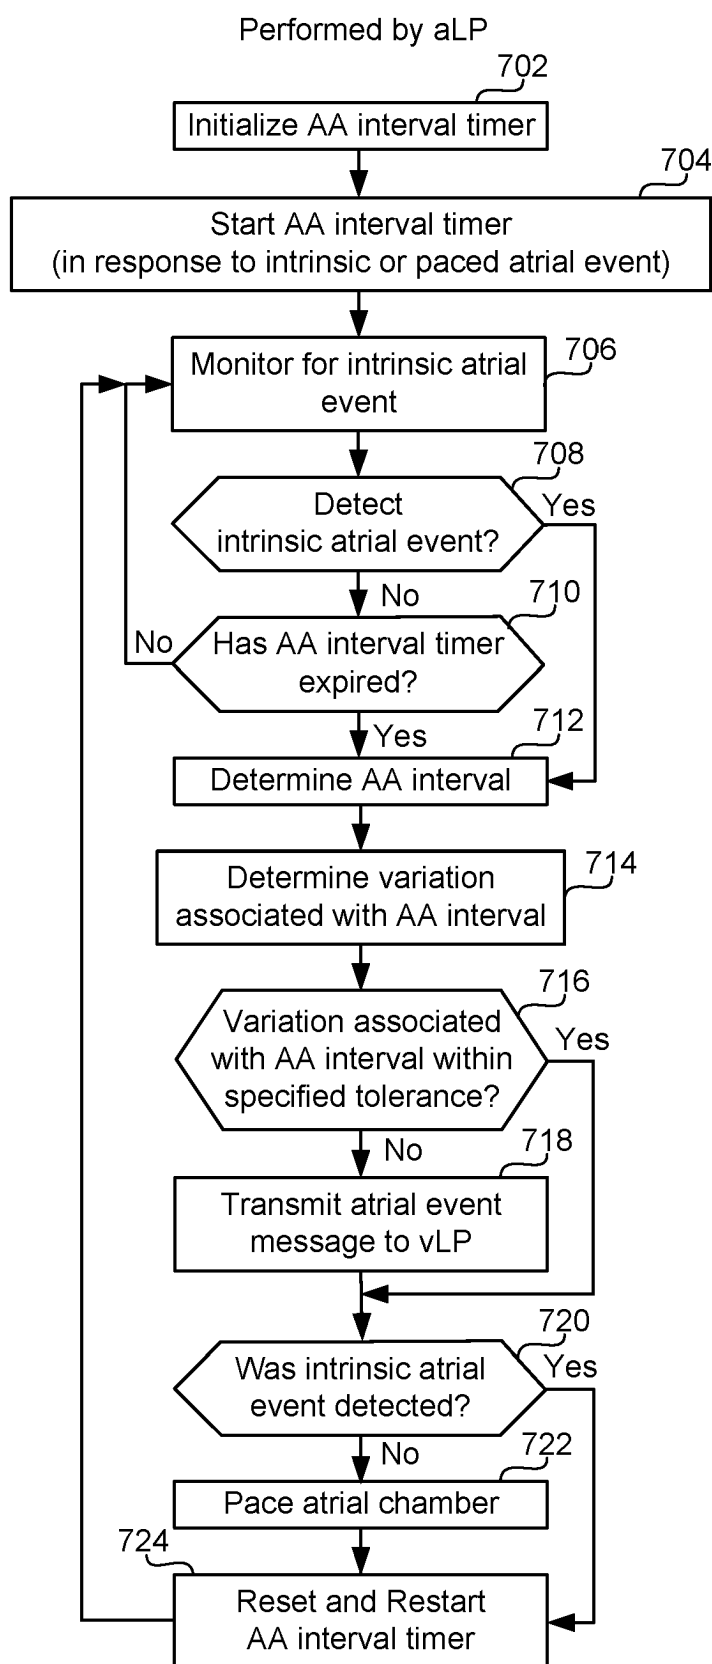 Performed by aLP
702
Initialize AA interval timer
704
Start AA interval timer
(in response to intrinsic or paced atrial event)
706
Monitor for intrinsic atrial
event
708
Detect
intrinsic atrial event?
Yes
No
710
Has AA interval timer
expired?
No
Yes
712
Determine AA interval
714
Determine variation
associated with AA interval
716
Variation associated
with AA interval within
specified tolerance?
Yes
No
718
Transmit atrial event
message to vLP
720
Was intrinsic atrial
event detected?
Yes
No
722
Pace atrial chamber
724
Reset and Restart
AA interval timer